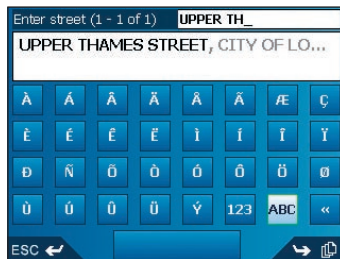 Enter street (1 - 1 of 1) UPPER TH_
UPPER THAMES STREET, CITY OF LO...
À Á Â Ä Å Ã Æ Ç
È É Ê Ë Ì Í Î Ï
Ð Ñ Õ Ò Ó Ô Ö Ø
Ù Ú Û Ü Ý 123 ABC «
ESC